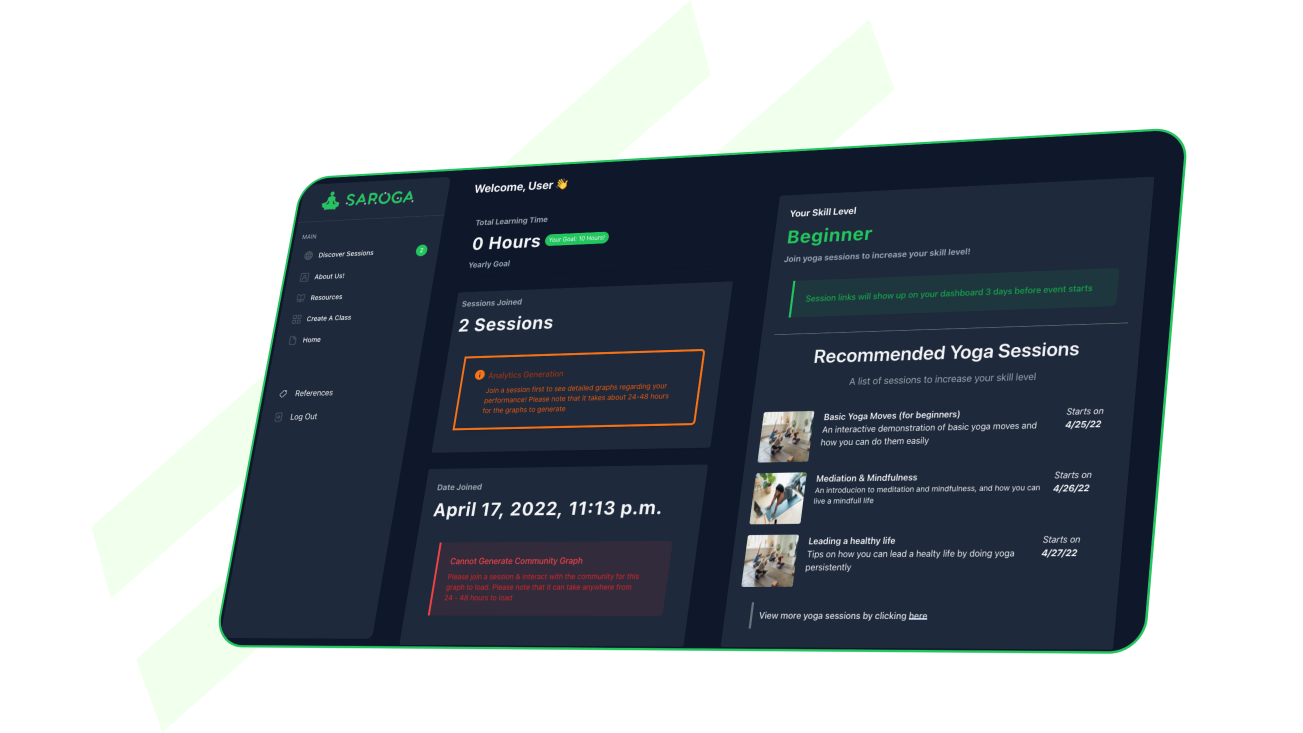 SAROGA
MAIN
Discover Sessions
2
About Us!
Resources
Create A Class
Home
References
Log Out
Welcome, User 👋
Total Learning Time
0 Hours
Your Goal: 10 Hours!
Yearly Goal
Sessions Joined
2 Sessions
Analytics Generation
Join a session first to see detailed graphs regarding your
performance! Please note that it takes about 24-48 hours
for the graphs to generate
Date Joined
April 17, 2022, 11:13 p.m.
Cannot Generate Community Graph
Please join a session & interact with the community for this
graph to load. Please note that it can take anywhere from
24 - 48 hours to load
Your Skill Level
Beginner
Join yoga sessions to increase your skill level!
Session links will show up on your dashboard 3 days before event starts
Recommended Yoga Sessions
A list of sessions to increase your skill level
Basic Yoga Moves (for beginners)
An interactive demonstration of basic yoga moves and
how you can do them easily
Starts on
4/25/22
Mediation & Mindfulness
An introducion to meditation and mindfulness, and how you can
live a mindfull life
Starts on
4/26/22
Leading a healthy life
Tips on how you can lead a healty life by doing yoga
persistently
Starts on
4/27/22
View more yoga sessions by clicking here